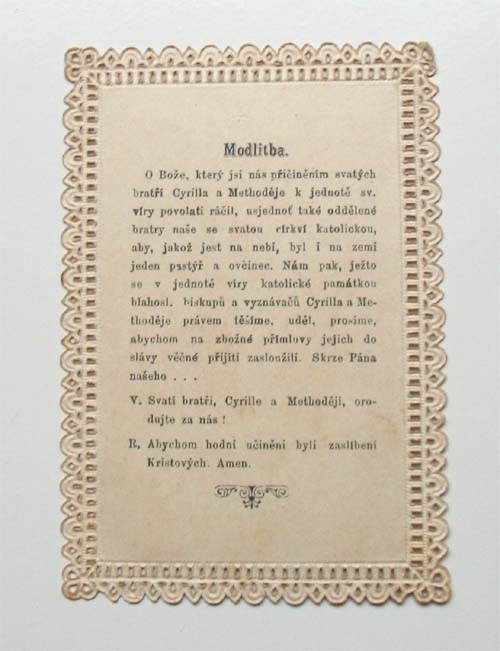 Modlitba.
O Bože, který jsi nás přičiněním svatých
bratří Cyrilla a Methoděje k jednotě sv.
víry povolati ráčil, usjednoť také oddělené
bratry naše se svatou církví katolickou,
aby, jakož jest na nebi, byl i na zemi
jeden pastýř a ovčinec. Nám pak, ježto
se v jednotě víry katolické památkou
blahosl. biskupů a vyznavačů Cyrilla a Me-
thoděje právem těšíme, uděl, prosíme,
abychom na zbožné přímluvy jejich do
slávy věčné přijíti zasloužili. Skrze Pána
našeho . . .
V. Svatí bratři, Cyrille a Methoději, oro-
dujte za nás !
R, Abychom hodni učiněni byli zaslíbení
Kristových. Amen.